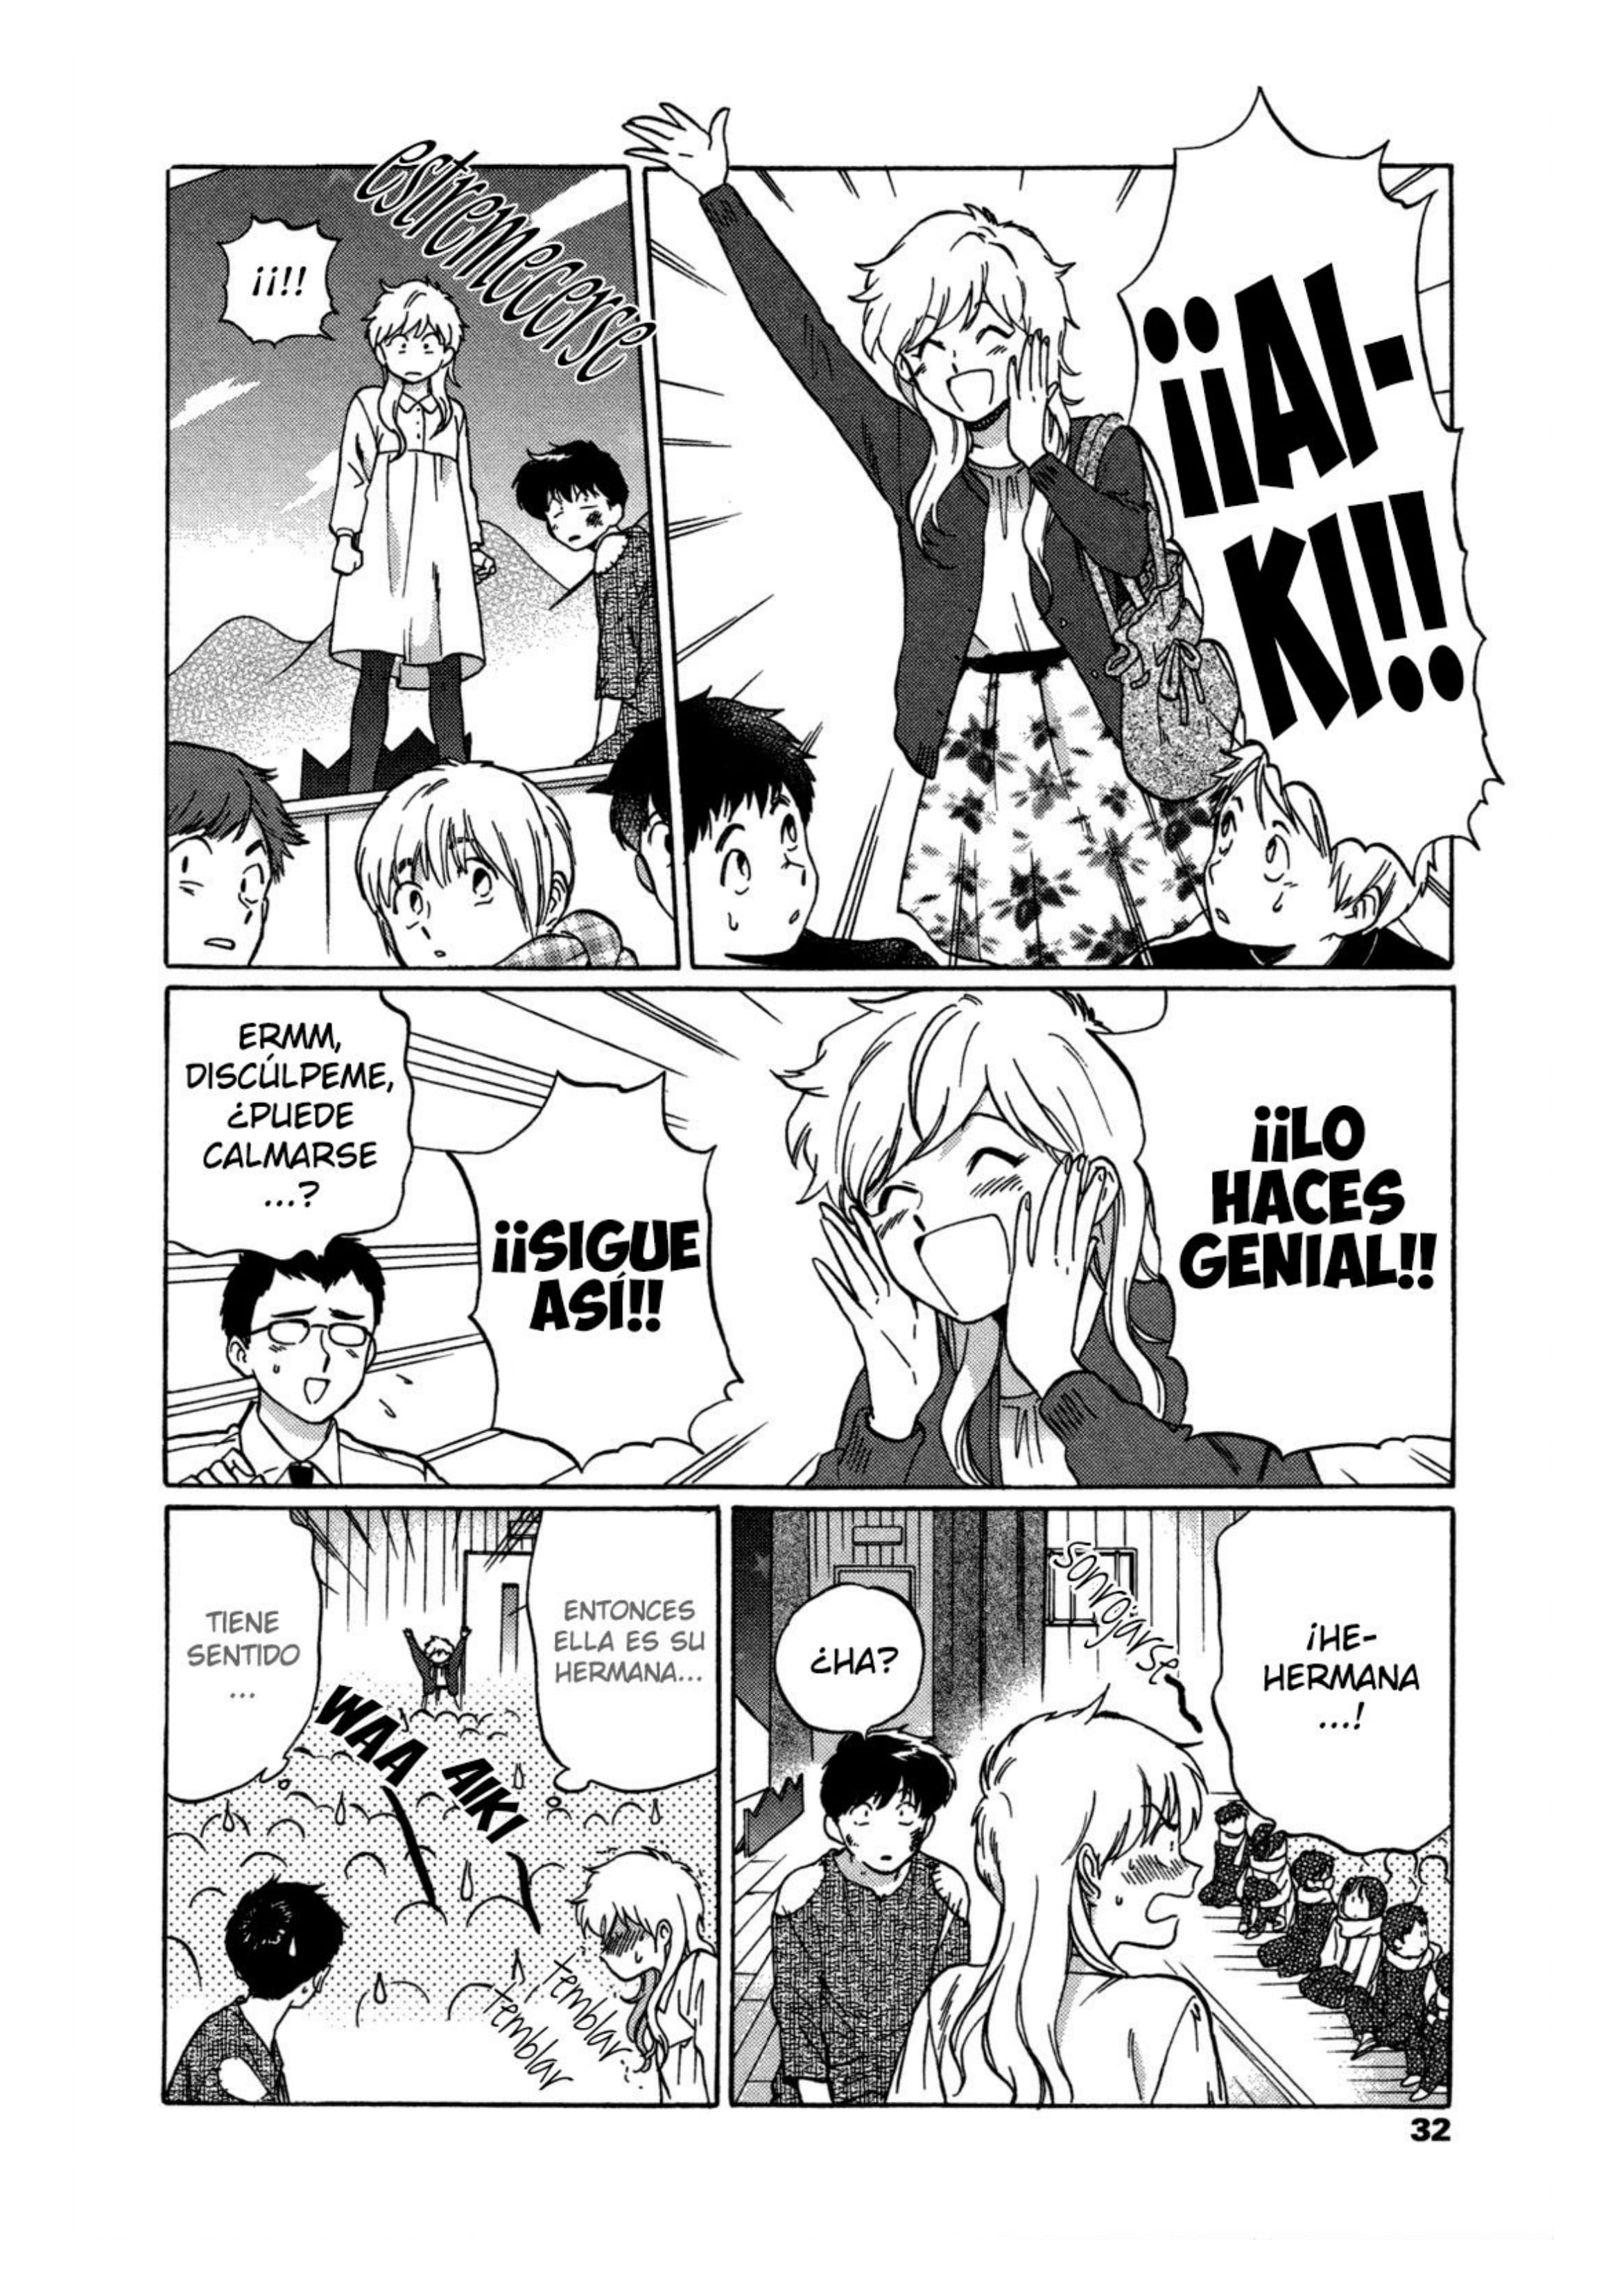 ¡¡AI-
KI!!
estremecerse
¡¡!!
¡¡LO
HACES
GENIAL!!
¡¡SIGUE
ASÍ!!
ERMM,
DISCÚLPEME,
¿PUEDE
CALMARSE
...?
¡HE-
HERMANA
...!
sonrojarse
¿HA?
ENTONCES
ELLA ES SU
HERMANA...
TIENE
SENTIDO
...
WAA AIKI
temblar
temblar
32